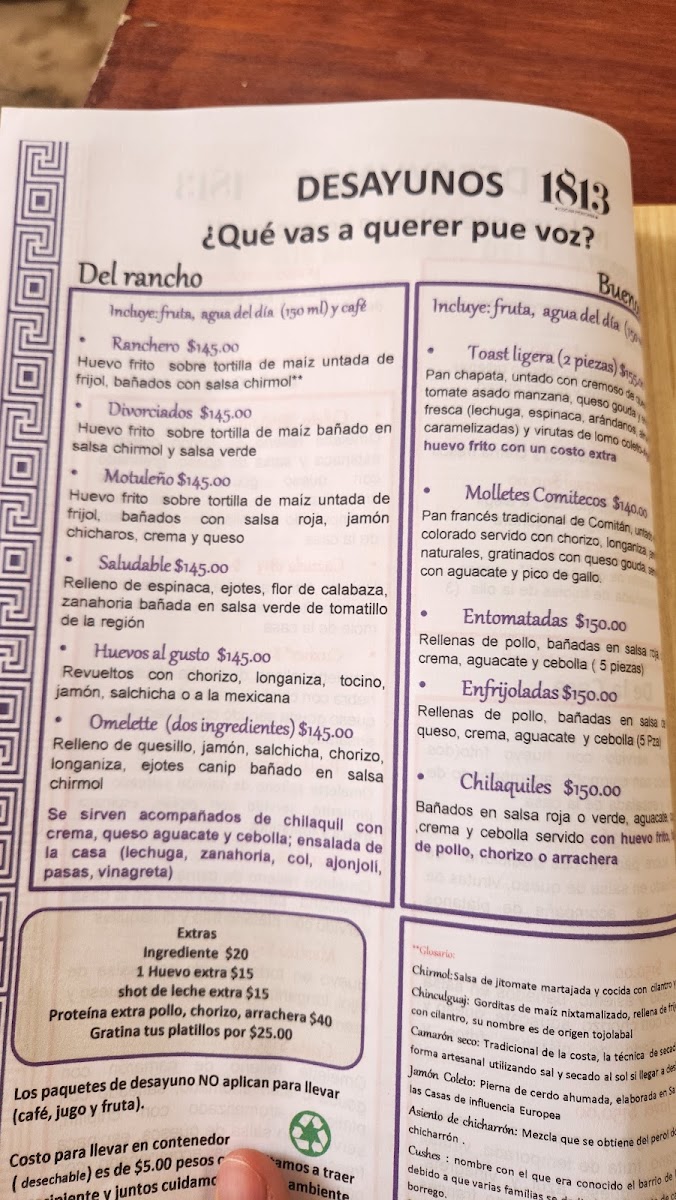 DESAYUNOS 1813
¿Qué vas a querer pue voz?
Del rancho
Incluye: fruta, agua del día (150 ml) y café
• Ranchero $145.00
Huevo frito sobre tortilla de maíz untada de
frijol, bañados con salsa chirmol**
• Divorciados $145.00
Huevo frito sobre tortilla de maíz bañado en
salsa chirmol y salsa verde
• Motuleño $145.00
Huevo frito sobre tortilla de maíz untada de
frijol, bañados con salsa roja, jamón
chicharos, crema y queso
• Saludable $145.00
Relleno de espinaca, ejotes, flor de calabaza,
zanahoria bañada en salsa verde de tomatillo
de la región
• Huevos al gusto $145.00
Revueltos con chorizo, longaniza, tocino,
jamón, salchicha o a la mexicana
• Omelette (dos ingredientes) $145.00
Relleno de quesillo, jamón, salchicha, chorizo,
longaniza, ejotes canip bañado en salsa
chirmol
Se sirven acompañados de chilaquil con
crema, queso aguacate y cebolla; ensalada de
la casa (lechuga, zanahoria, col, ajonjolí,
pasas, vinagreta)
Extras
Ingrediente $20
1 Huevo extra $15
shot de leche extra $15
Proteína extra pollo, chorizo, arrachera $40
Gratina tus platillos por $25.00
Los paquetes de desayuno NO aplican para llevar
(café, jugo y fruta).
Costo para llevar en contenedor
( desechable) es de $5.00 pesos a traer
y juntos ambiente
Incluye: fruta, agua del día
• Toast ligera (2 piezas)
Pan chapata, untado con cremoso de
tomate asado manzana, queso gouda
fresca (lechuga, espinaca, arándanos,
caramelizadas) y virutas de lomo
huevo frito con un costo extra
• Molletes Comitecos $140.00
Pan francés tradicional de Comitán,
colorado servido con chorizo, longaniza,
naturales, gratinados con queso gouda,
con aguacate y pico de gallo.
• Entomatadas $150.00
Rellenas de pollo, bañadas en salsa
crema, aguacate y cebolla ( 5 piezas)
• Enfrijoladas $150.00
Rellenas de pollo, bañadas en salsa
queso, crema, aguacate y cebolla (5 Pza)
• Chilaquiles $150.00
Bañados en salsa roja o verde, aguacate
,crema y cebolla servido con huevo frito,
de pollo, chorizo o arrachera
**Glosario:
Chirmol: Salsa de jitomate martajada y cocida con cilantro y
Chinculguaj: Gorditas de maíz nixtamalizado, rellena de
con cilantro, su nombre es de origen tojolabal
Camarón seco: Tradicional de la costa, la técnica de
forma artesanal utilizando sal y secado al sol si llegar a
Jamón Coleto: Pierna de cerdo ahumada, elaborada en
las Casas de influencia Europea
Asiento de chicharrón: Mezcla que se obtiene del perol
chicharrón .
Cushes : nombre con el que era conocido el barrio de
debido a que varias familias se
borrego.